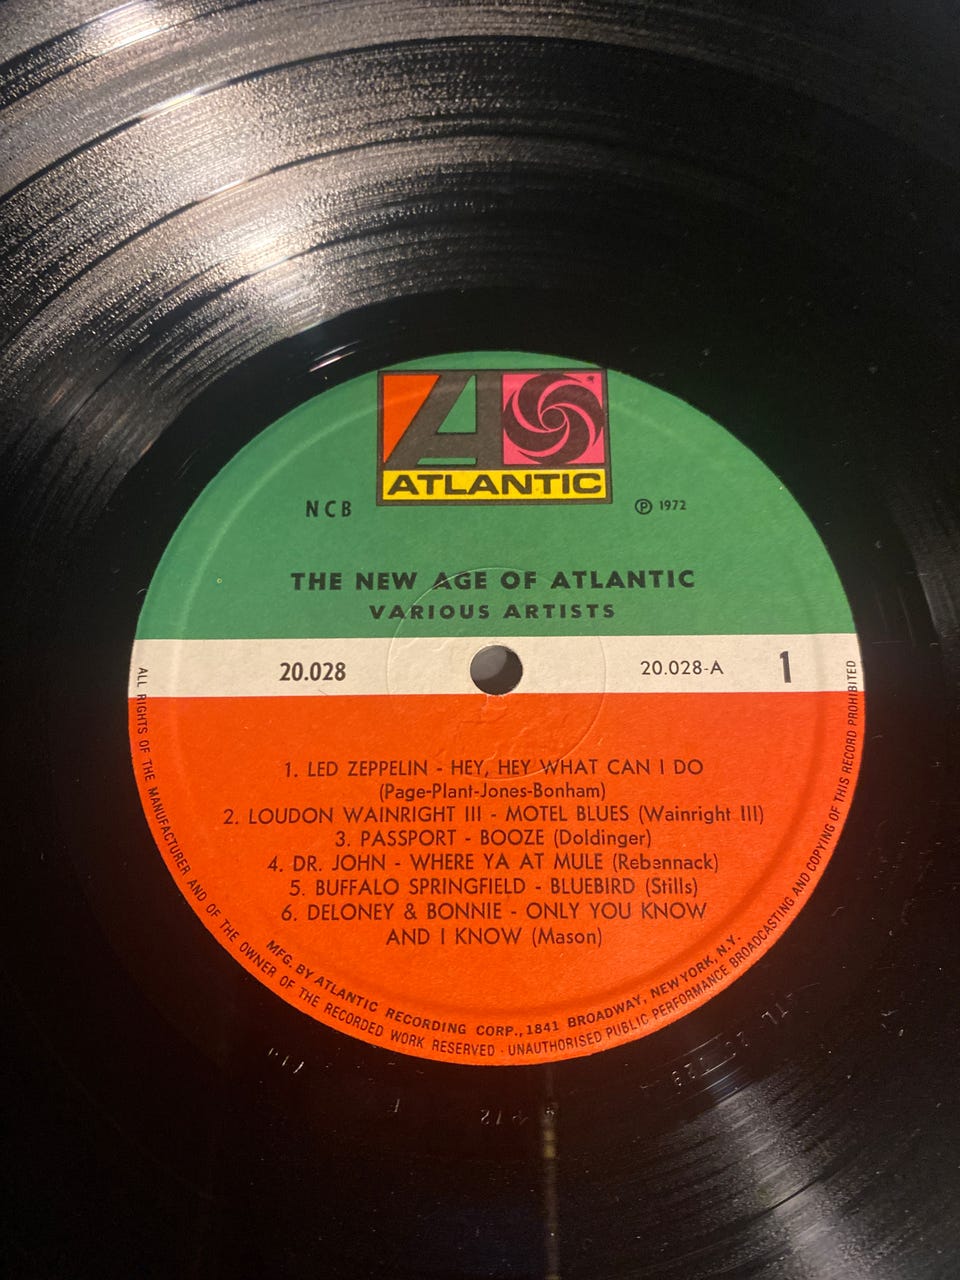 ATLANTIC
NCB
℗ 1972
THE NEW AGE OF ATLANTIC
VARIOUS ARTISTS
20.028
20.028-A
1
1. LED ZEPPELIN - HEY, HEY WHAT CAN I DO
(Page-Plant-Jones-Bonham)
2. LOUDON WAINRIGHT III - MOTEL BLUES (Wainright III)
3. PASSPORT - BOOZE (Doldinger)
4. DR. JOHN - WHERE YA AT MULE (Rebennack)
5. BUFFALO SPRINGFIELD - BLUEBIRD (Stills)
6. DELONEY & BONNIE - ONLY YOU KNOW
AND I KNOW (Mason)
MFG. BY ATLANTIC RECORDING CORP., 1841 BROADWAY, NEW YORK, N.Y.
ALL RIGHTS OF THE MANUFACTURER AND OF THE OWNER OF THE RECORDED WORK RESERVED · UNAUTHORISED PUBLIC PERFORMANCE BROADCASTING AND COPYING OF THIS RECORD PROHIBITED